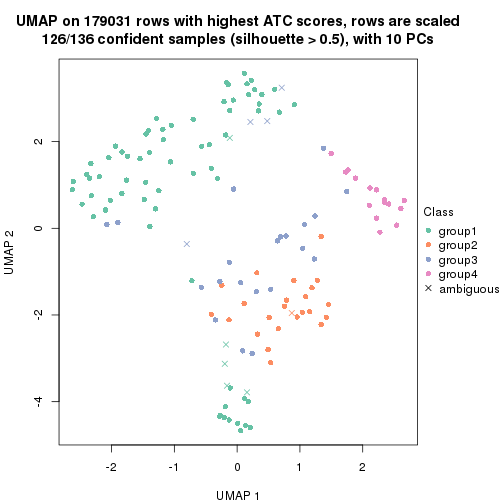 UMAP on 179031 rows with highest ATC scores, rows are scaled
126/136 confident samples (silhouette > 0.5), with 10 PCs
UMAP 2
2
0
-2
-4
-2
-1
0
1
2
UMAP 1
Class
group1
group2
group3
group4
ambiguous